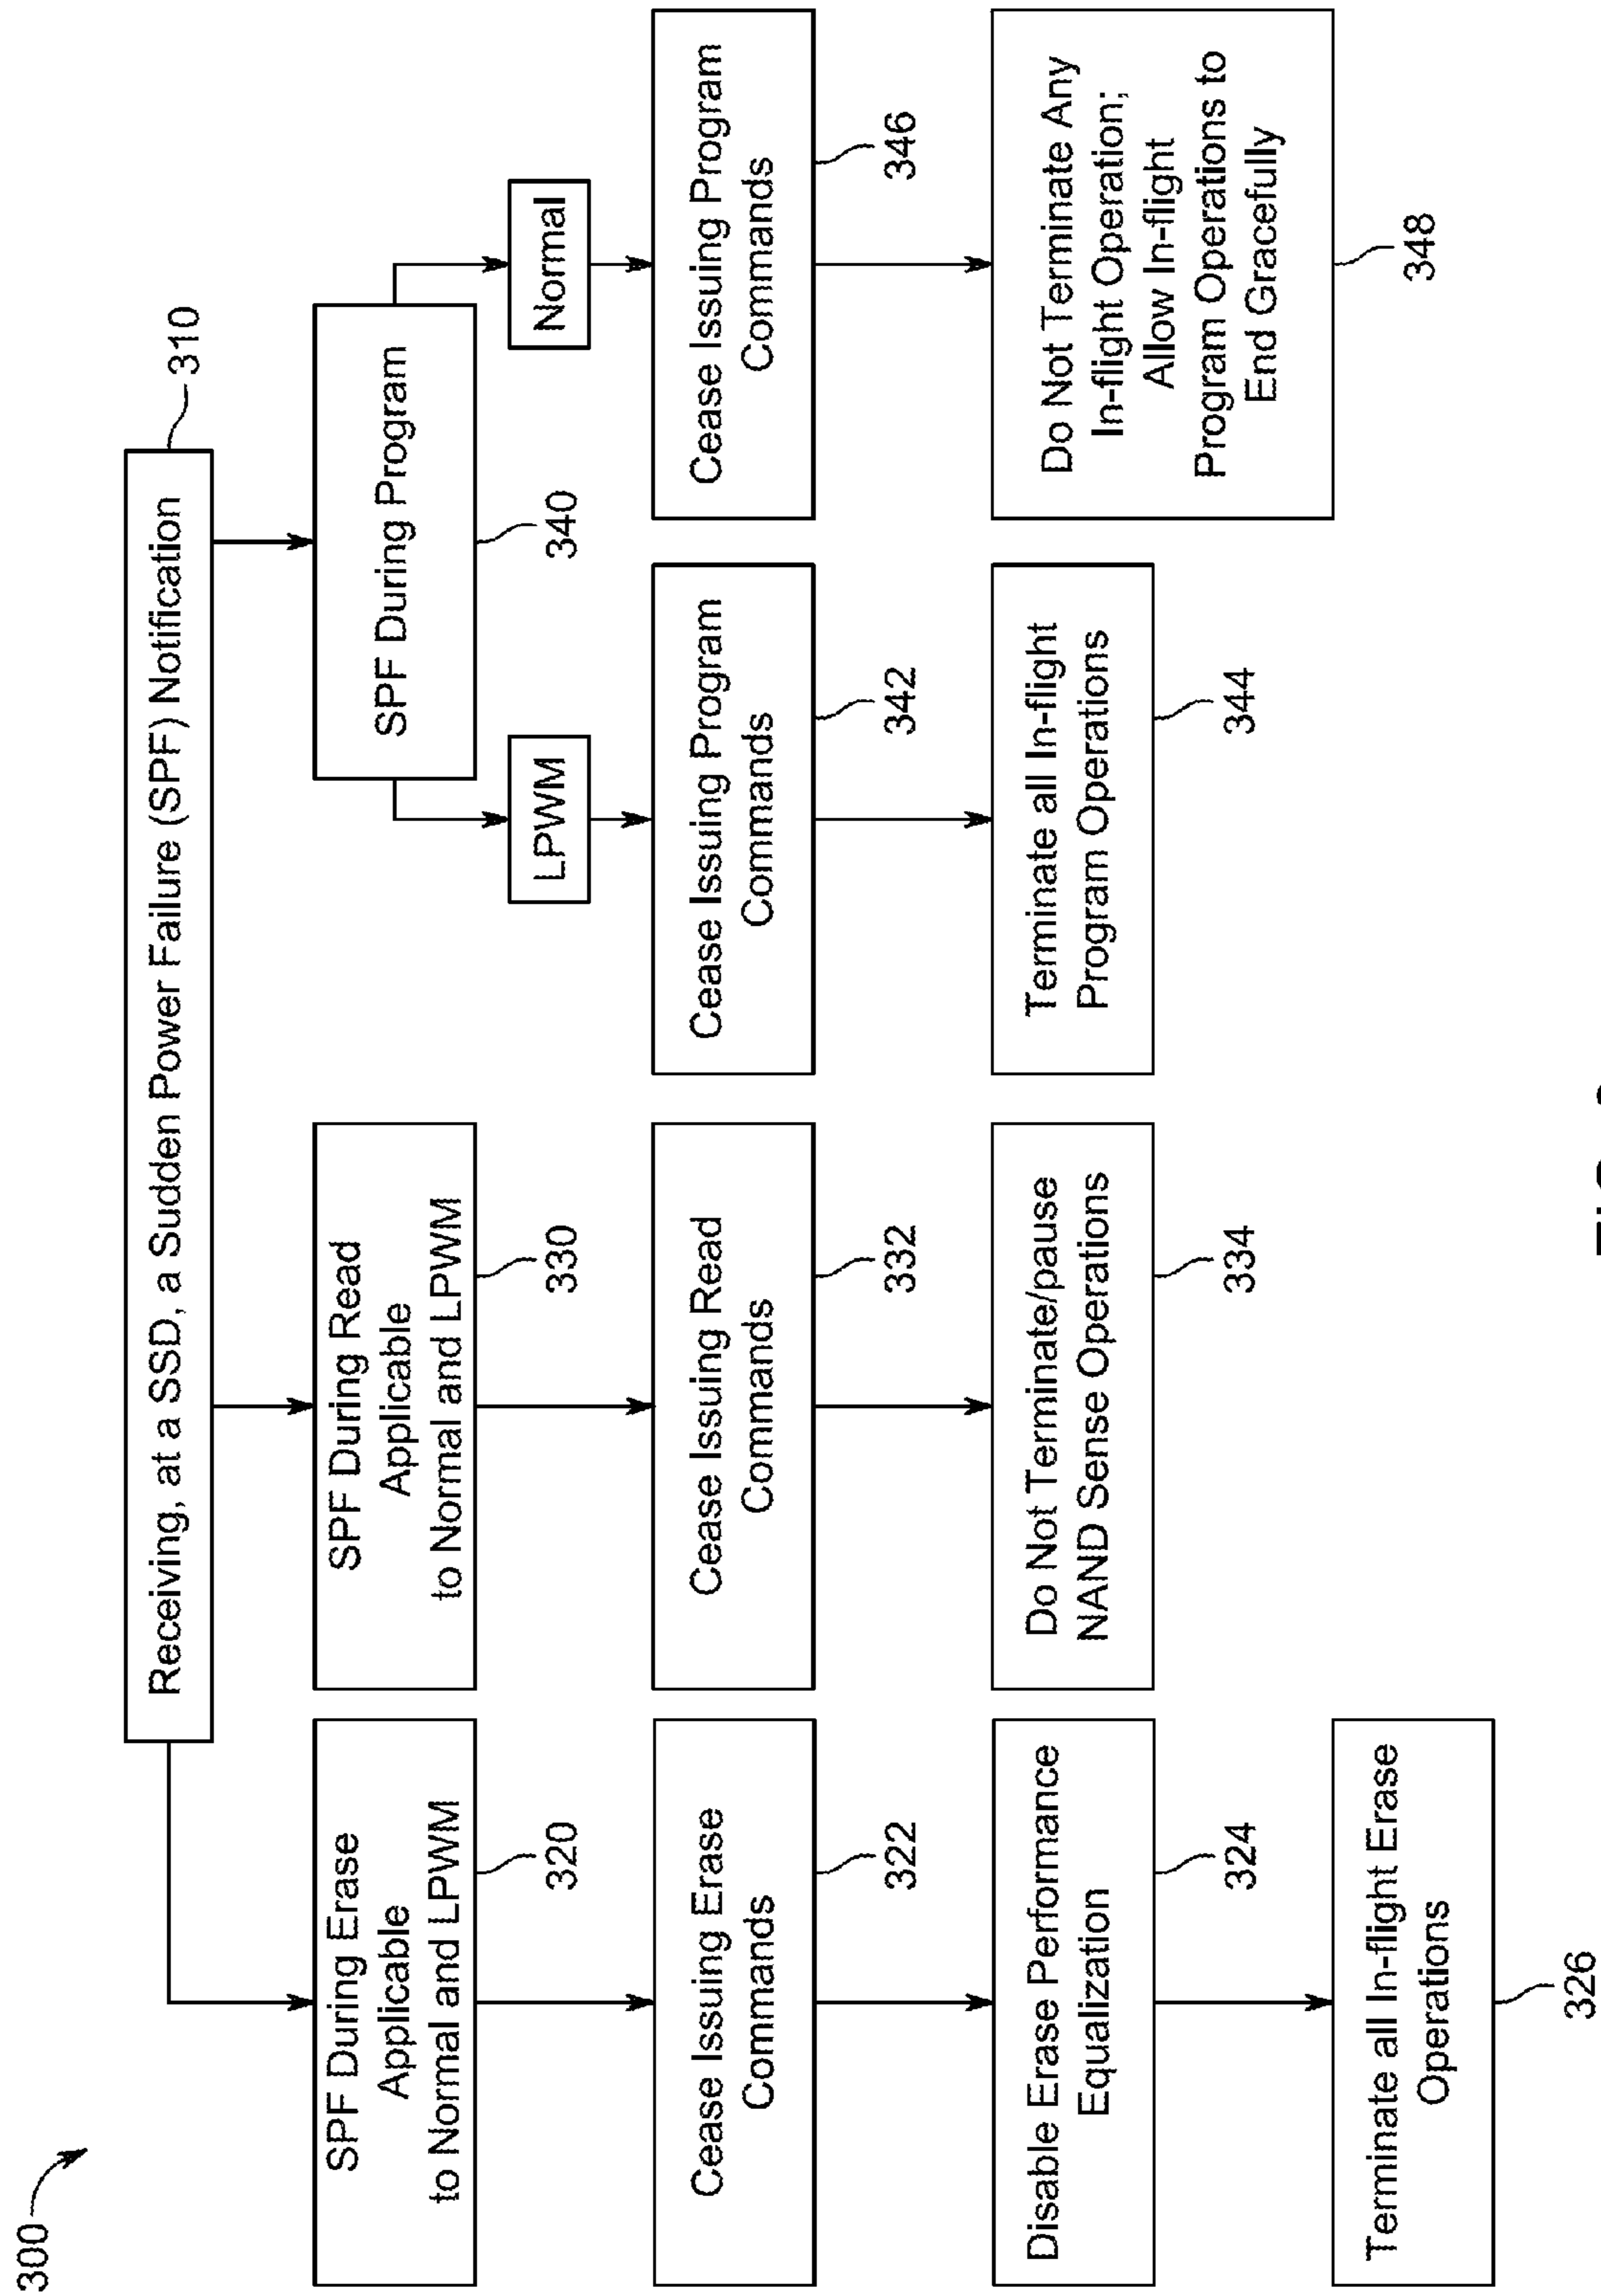 300
Receiving, at a SSD, a Sudden Power Failure (SPF) Notification
310
SPF During Erase
Applicable
to Normal and LPWM
320
Cease Issuing Erase
Commands
322
Disable Erase Performance
Equalization
324
Terminate all In-flight Erase
Operations
326
SPF During Read
Applicable
to Normal and LPWM
330
Cease Issuing Read
Commands
332
Do Not Terminate/pause
NAND Sense Operations
334
SPF During Program
340
LPWM
Cease Issuing Program
Commands
342
Terminate all In-flight
Program Operations
344
Normal
Cease Issuing Program
Commands
346
Do Not Terminate Any
In-flight Operation;
Allow In-flight
Program Operations to
End Gracefully
348